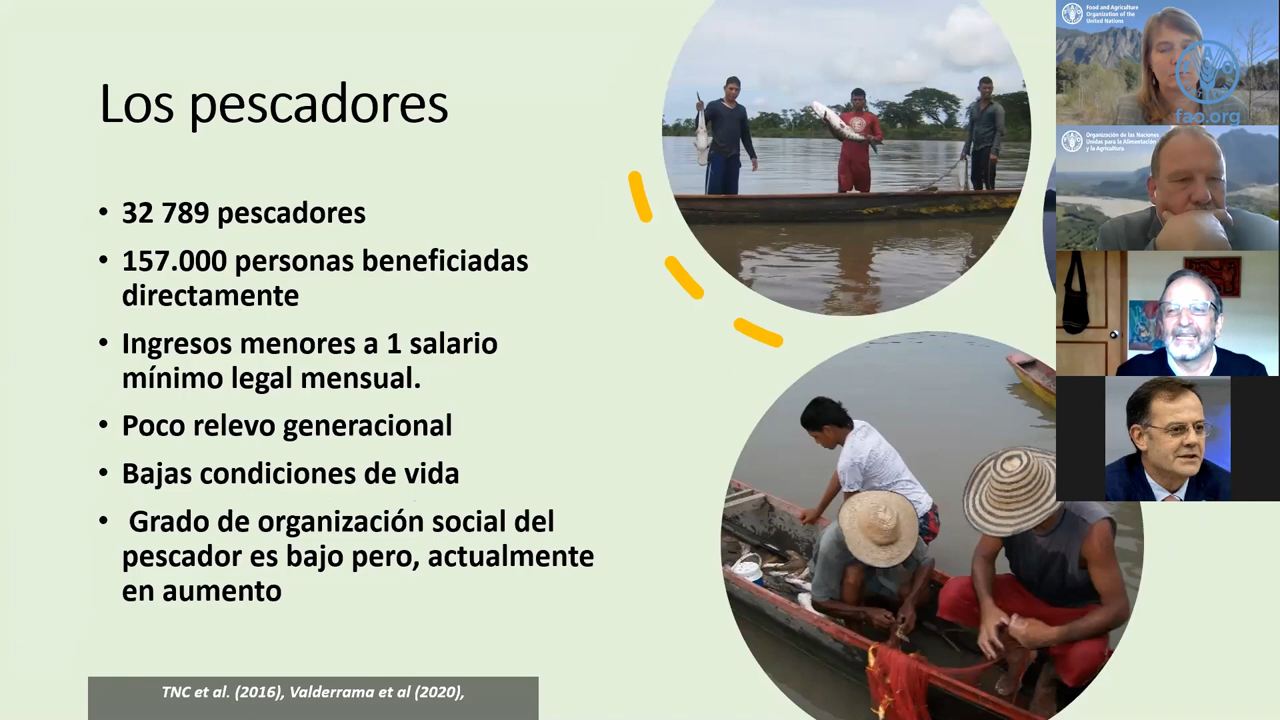 Los pescadores
• 32 789 pescadores
• 157.000 personas beneficiadas
directamente
• Ingresos menores a 1 salario
mínimo legal mensual.
• Poco relevo generacional
• Bajas condiciones de vida
• Grado de organización social del
pescador es bajo pero, actualmente
en aumento
TNC et al. (2016), Valderrama et al (2020),
Food and Agriculture
Organization of the
United Nations
fao.org
Organización de las Naciones
Unidas para la Alimentación
y la Agricultura